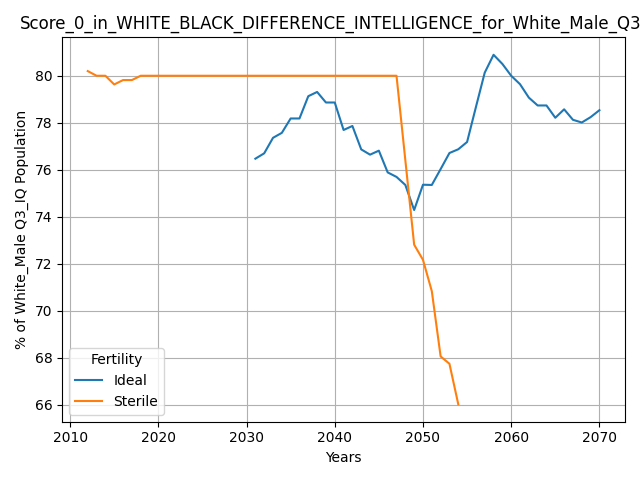 Score_0_in_WHITE_BLACK_DIFFERENCE_INTELLIGENCE_for_White_Male_Q3
% of White_Male Q3_IQ Population
80
78
76
74
72
70
68
66
Fertility
Ideal
Sterile
2010 2020 2030 2040 2050 2060 2070
Years